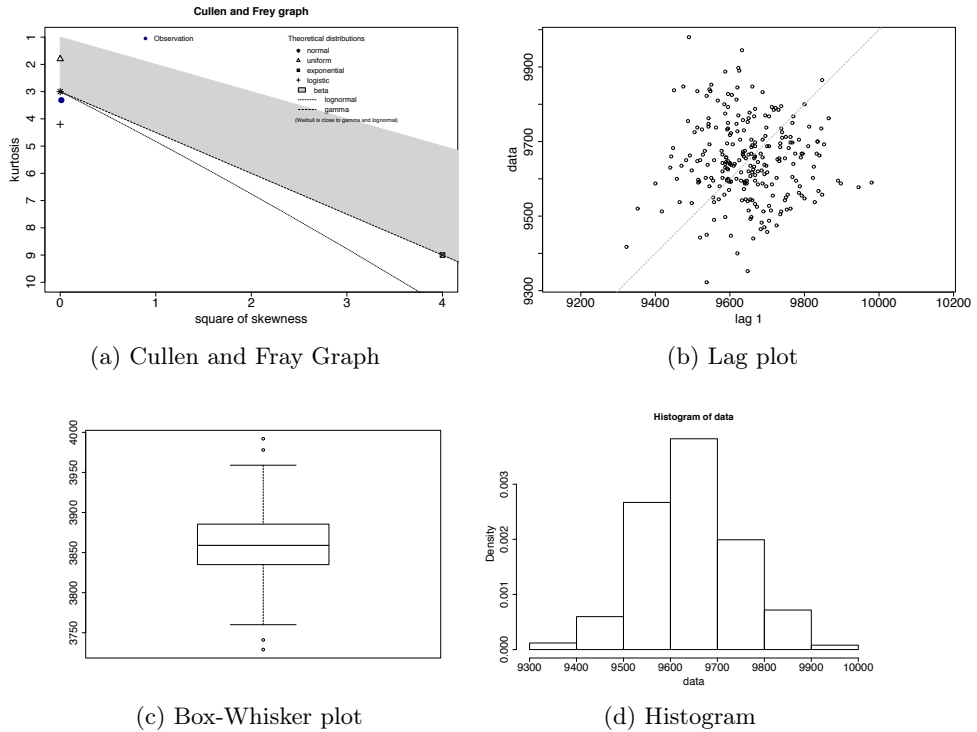 Cullen and Frey graph
Observation
Theoretical distributions
normal
uniform
exponential
logistic
beta
lognormal
gamma
(Weibull is close to gamma and lognormal)
kurtosis
1
2
3
4
5
6
7
8
9
10
0 1 2 3 4
square of skewness
(a) Cullen and Fray Graph
data
9900
9700
9500
9300
9200 9400 9600 9800 10000 10200
lag 1
(b) Lag plot
4000
3950
3900
3850
3800
3750
(c) Box-Whisker plot
Histogram of data
Density
0.003
0.002
0.001
0.000
9300 9400 9500 9600 9700 9800 9900 10000
data
(d) Histogram